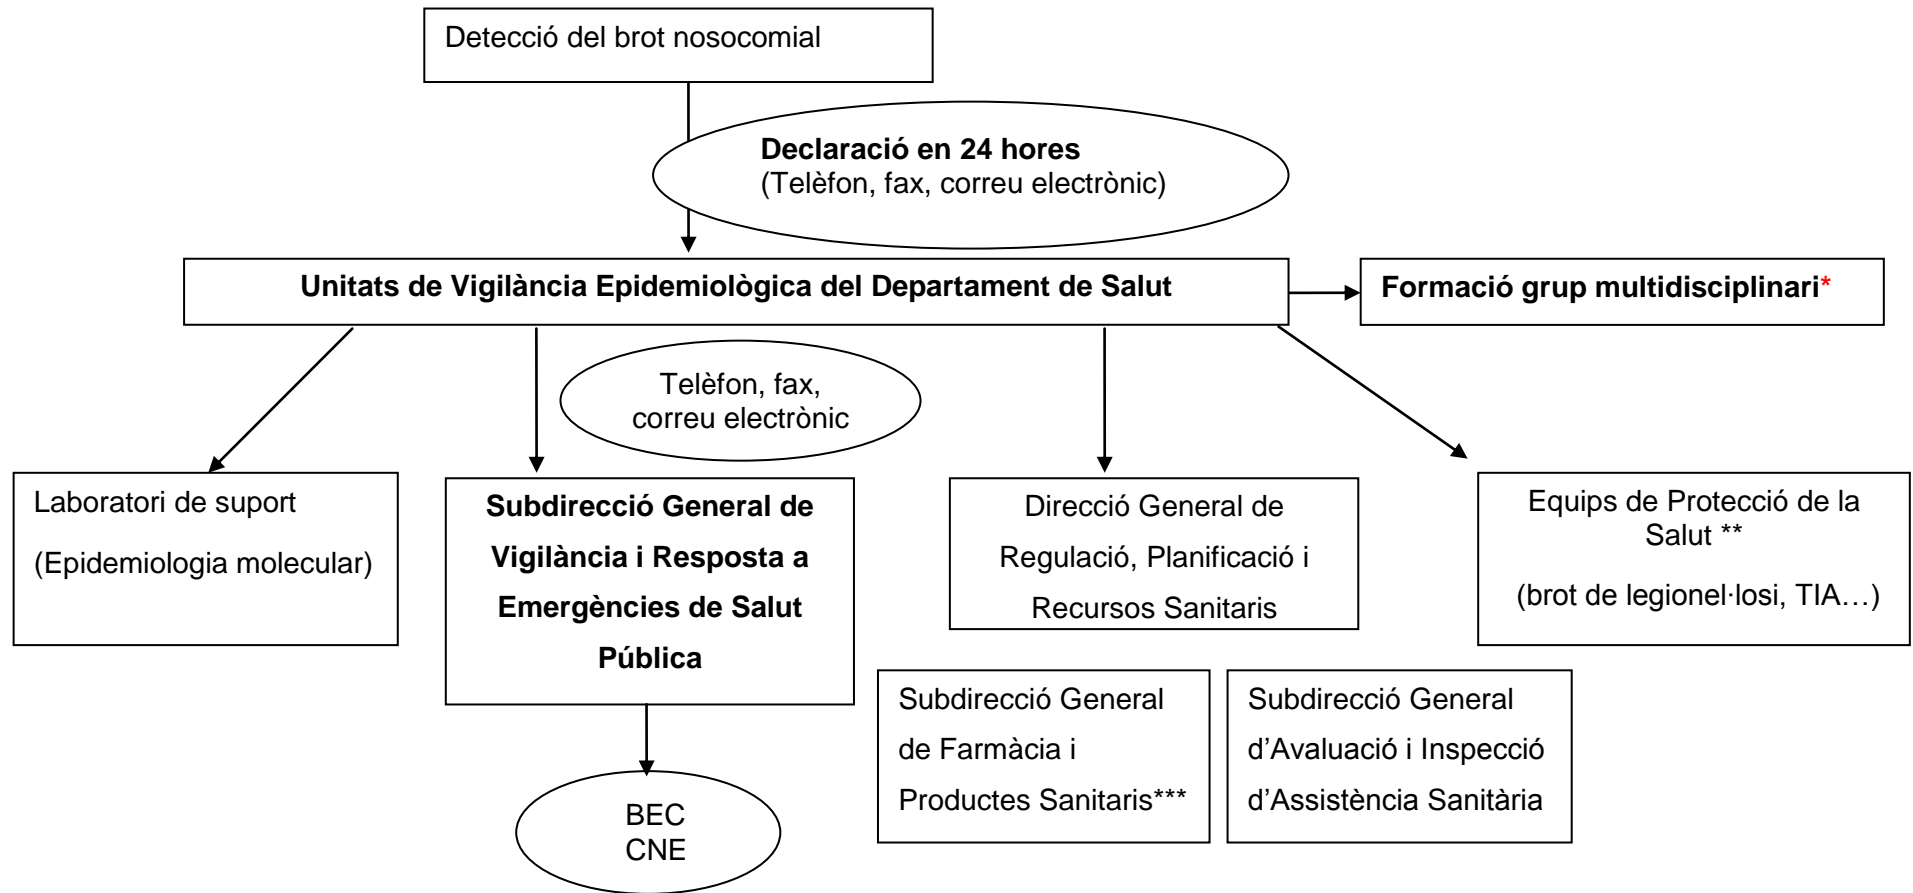 Detecció del brot nosocomial
Declaració en 24 hores
(Telèfon, fax, correu electrònic)
Unitats de Vigilància Epidemiològica del Departament de Salut
Formació grup multidisciplinari*
Telèfon, fax,
correu electrònic
Laboratori de suport
(Epidemiologia molecular)
Subdirecció General de
Vigilància i Resposta a
Emergències de Salut
Pública
Direcció General de
Regulació, Planificació i
Recursos Sanitaris
Equips de Protecció de la
Salut **
(brot de legionel·losi, TIA…)
Subdirecció General
de Farmàcia i
Productes Sanitaris***
Subdirecció General
d’Avaluació i Inspecció
d’Assistència Sanitària
BEC
CNE